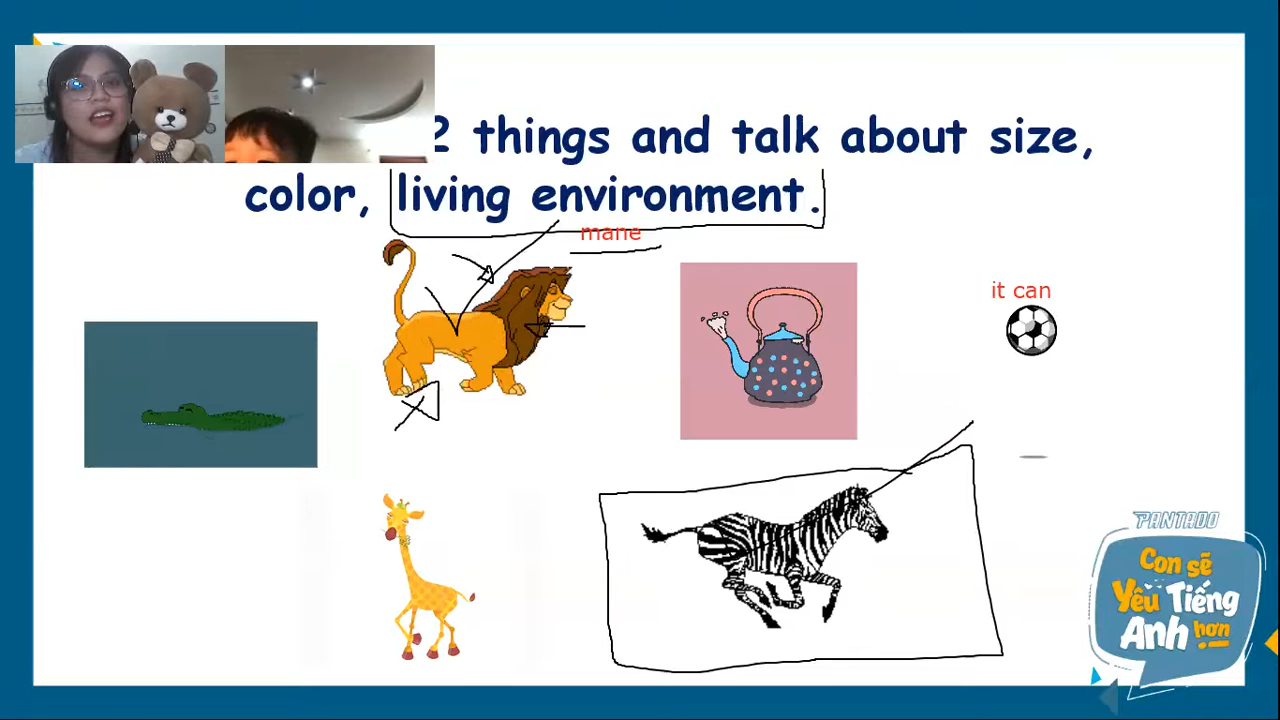 2 things and talk about size,
color, living environment.
mane
it can
PANTADO
Con sẽ
Yêu Tiếng
Anh hơn